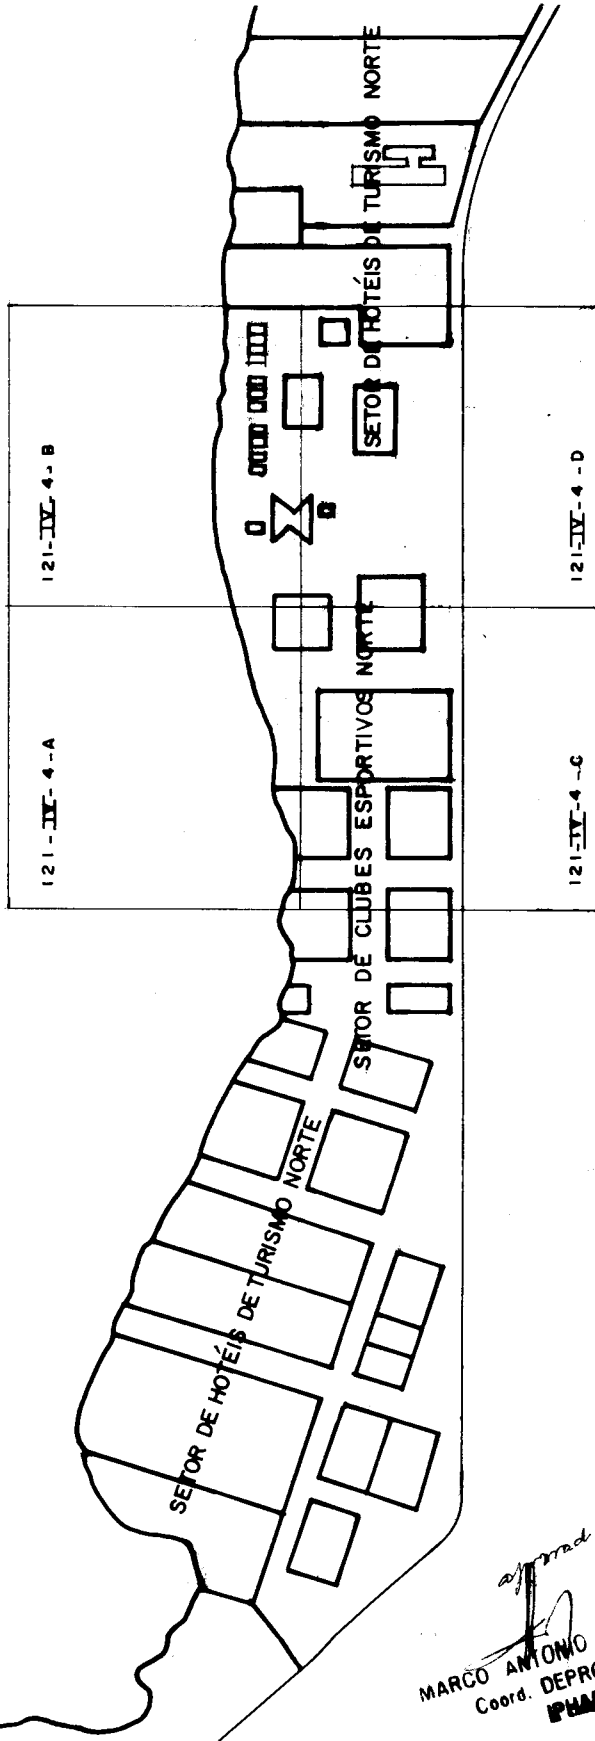 SETOR DE HOTÉIS DE TURISMO NORTE
121-IV-4-B
121-IV-4-D
SETOR DE CLUBES ESPORTIVOS NORTE
121-IV-4-A
121-IV-4-C
SETOR DE HOTÉIS DE TURISMO NORTE
MARCO ANTONIO
Coord. DEPRO
IPHA